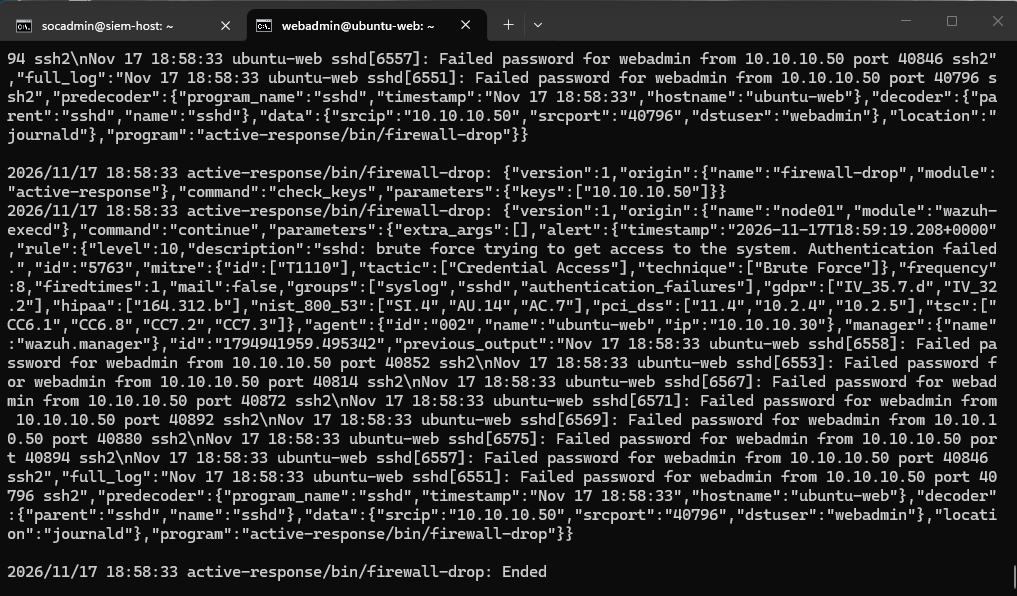 socadmin@siem-host: ~
webadmin@ubuntu-web: ~
94 ssh2\nNov 17 18:58:33 ubuntu-web sshd[6557]: Failed password for webadmin from 10.10.10.50 port 40846 ssh2"
,"full_log":"Nov 17 18:58:33 ubuntu-web sshd[6551]: Failed password for webadmin from 10.10.10.50 port 40796 s
sh2","predecoder":{"program_name":"sshd","timestamp":"Nov 17 18:58:33","hostname":"ubuntu-web"},"decoder":{"pa
rent":"sshd","name":"sshd"},"data":{"srcip":"10.10.10.50","srcport":"40796","dstuser":"webadmin"},"location":"
journald"},"program":"active-response/bin/firewall-drop"}}
2026/11/17 18:58:33 active-response/bin/firewall-drop: {"version":1,"origin":{"name":"firewall-drop","module":
"active-response"},"command":"check_keys","parameters":{"keys":["10.10.10.50"]}}
2026/11/17 18:58:33 active-response/bin/firewall-drop: {"version":1,"origin":{"name":"node01","module":"wazuh-
execd"},"command":"continue","parameters":{"extra_args":[],"alert":{"timestamp":"2026-11-17T18:59:19.208+0000"
,"rule":{"level":10,"description":"sshd: brute force trying to get access to the system. Authentication failed
.","id":"5763","mitre":{"id":["T1110"],"tactic":["Credential Access"],"technique":["Brute Force"]},"frequency"
:8,"firedtimes":1,"mail":false,"groups":["syslog","sshd","authentication_failures"],"gdpr":["IV_35.7.d","IV_32
.2"],"hipaa":["164.312.b"],"nist_800_53":["SI.4","AU.14","AC.7"],"pci_dss":["11.4","10.2.4","10.2.5"],"tsc":["
CC6.1","CC6.8","CC7.2","CC7.3"]},"agent":{"id":"002","name":"ubuntu-web","ip":"10.10.10.30"},"manager":{"name"
:"wazuh.manager"},"id":"1794941959.495342","previous_output":"Nov 17 18:58:33 ubuntu-web sshd[6558]: Failed pa
ssword for webadmin from 10.10.10.50 port 40852 ssh2\nNov 17 18:58:33 ubuntu-web sshd[6553]: Failed password f
or webadmin from 10.10.10.50 port 40814 ssh2\nNov 17 18:58:33 ubuntu-web sshd[6567]: Failed password for webad
min from 10.10.10.50 port 40872 ssh2\nNov 17 18:58:33 ubuntu-web sshd[6571]: Failed password for webadmin from
 10.10.10.50 port 40892 ssh2\nNov 17 18:58:33 ubuntu-web sshd[6569]: Failed password for webadmin from 10.10.1
0.50 port 40880 ssh2\nNov 17 18:58:33 ubuntu-web sshd[6575]: Failed password for webadmin from 10.10.10.50 por
t 40894 ssh2\nNov 17 18:58:33 ubuntu-web sshd[6557]: Failed password for webadmin from 10.10.10.50 port 40846
ssh2","full_log":"Nov 17 18:58:33 ubuntu-web sshd[6551]: Failed password for webadmin from 10.10.10.50 port 40
796 ssh2","predecoder":{"program_name":"sshd","timestamp":"Nov 17 18:58:33","hostname":"ubuntu-web"},"decoder"
:{"parent":"sshd","name":"sshd"},"data":{"srcip":"10.10.10.50","srcport":"40796","dstuser":"webadmin"},"locati
on":"journald"},"program":"active-response/bin/firewall-drop"}}
2026/11/17 18:58:33 active-response/bin/firewall-drop: Ended